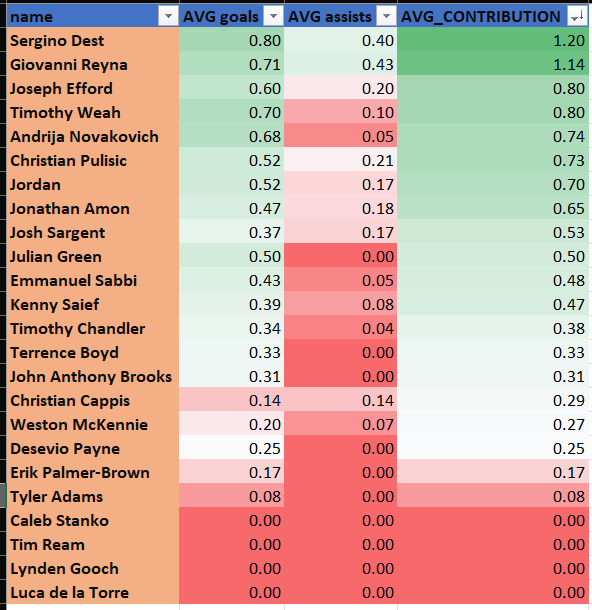 name AVG goals AVG assists AVG_CONTRIBUTION
Sergino Dest 0.80 0.40 1.20
Giovanni Reyna 0.71 0.43 1.14
Joseph Efford 0.60 0.20 0.80
Timothy Weah 0.70 0.10 0.80
Andrija Novakovich 0.68 0.05 0.74
Christian Pulisic 0.52 0.21 0.73
Jordan 0.52 0.17 0.70
Jonathan Amon 0.47 0.18 0.65
Josh Sargent 0.37 0.17 0.53
Julian Green 0.50 0.00 0.50
Emmanuel Sabbi 0.43 0.05 0.48
Kenny Saief 0.39 0.08 0.47
Timothy Chandler 0.34 0.04 0.38
Terrence Boyd 0.33 0.00 0.33
John Anthony Brooks 0.31 0.00 0.31
Christian Cappis 0.14 0.14 0.29
Weston McKennie 0.20 0.07 0.27
Desevio Payne 0.25 0.00 0.25
Erik Palmer-Brown 0.17 0.00 0.17
Tyler Adams 0.08 0.00 0.08
Caleb Stanko 0.00 0.00 0.00
Tim Ream 0.00 0.00 0.00
Lynden Gooch 0.00 0.00 0.00
Luca de la Torre 0.00 0.00 0.00